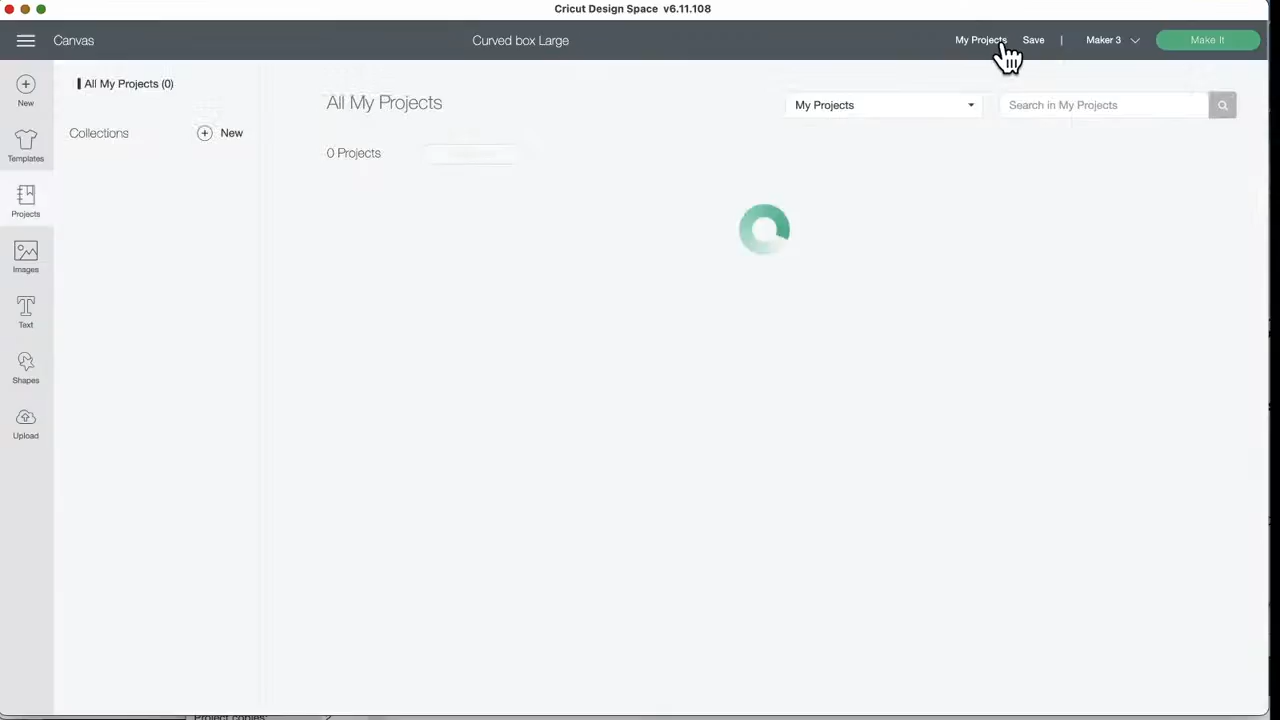 Cricut Design Space v6.11.108
Canvas
Curved box Large
My Projects
Save
|
Maker 3
Make It
New
Templates
Projects
Images
Text
Shapes
Upload
All My Projects (0)
Collections
New
All My Projects
My Projects
Search in My Projects
0 Projects
Project copies: